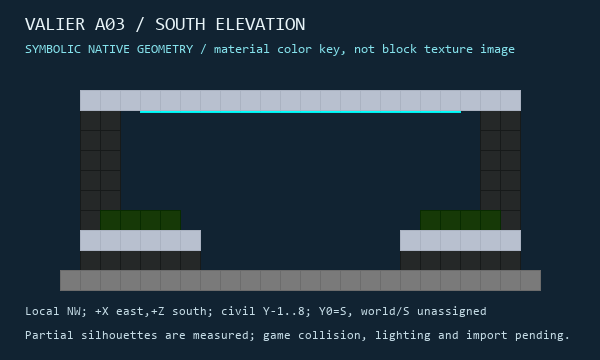 VALIER A03 / SOUTH ELEVATION
SYMBOLIC NATIVE GEOMETRY / material color key, not block texture image
Local NW; +X east,+Z south; civil Y-1..8; Y0=S, world/S unassigned
Partial silhouettes are measured; game collision, lighting and import pending.